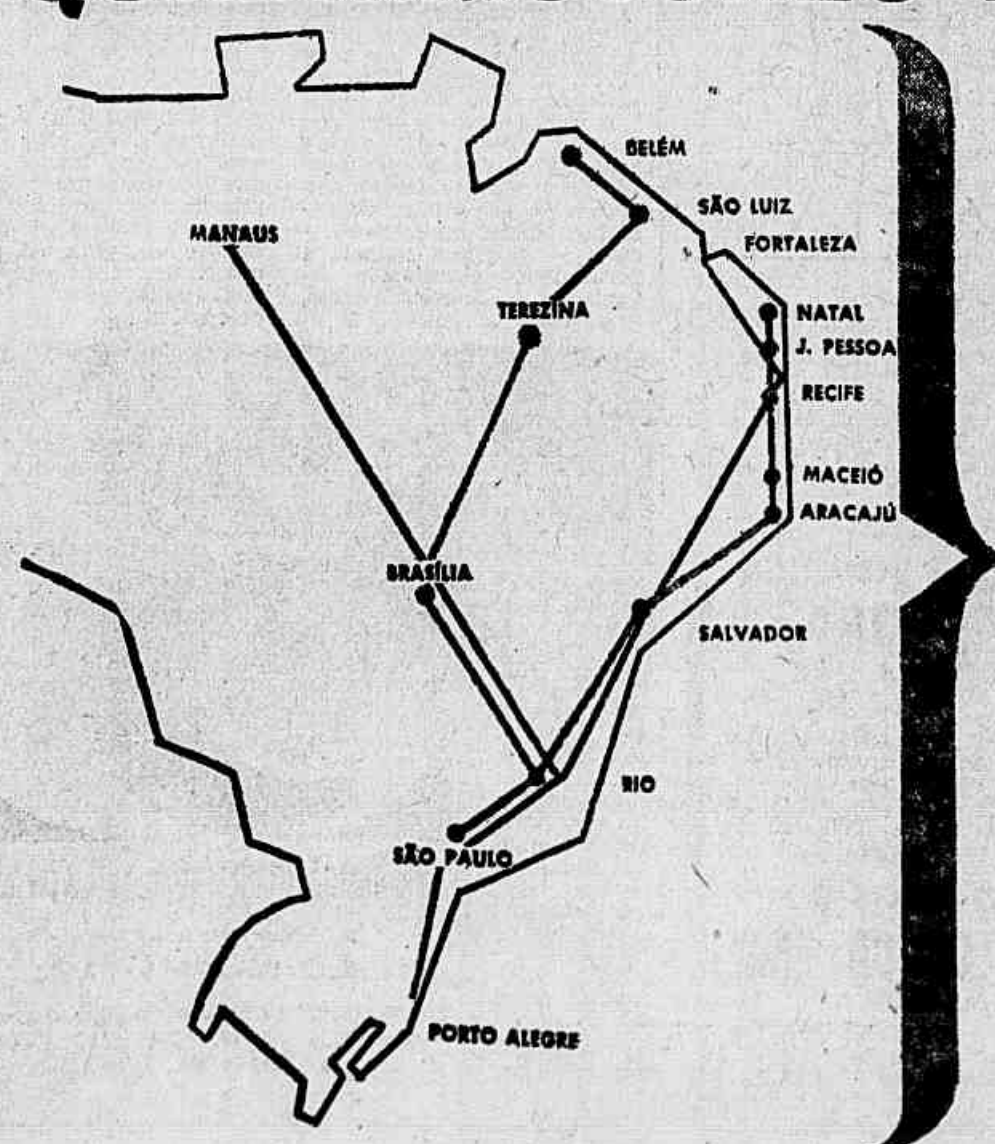 BELÉM
SÃO LUIZ
MANAUS
FORTALEZA
TEREZINA
NATAL
J. PESSOA
RECIFE
MACEIÓ
ARACAJÚ
BRASÍLIA
SALVADOR
RIO
SÃO PAULO
PORTO ALEGRE